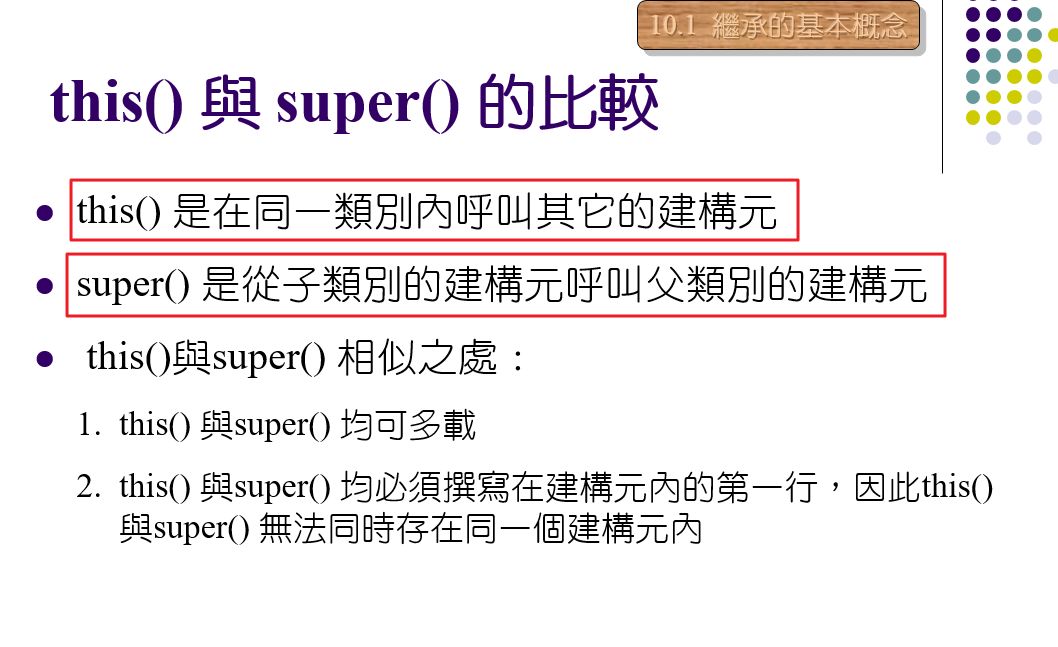 10.1 繼承的基本概念
this() 與 super() 的比較
this() 是在同一類別內呼叫其它的建構元
super() 是從子類別的建構元呼叫父類別的建構元
this()與super() 相似之處：
1. this() 與super() 均可多載
2. this() 與super() 均必須撰寫在建構元內的第一行，因此this()
與super() 無法同時存在同一個建構元內